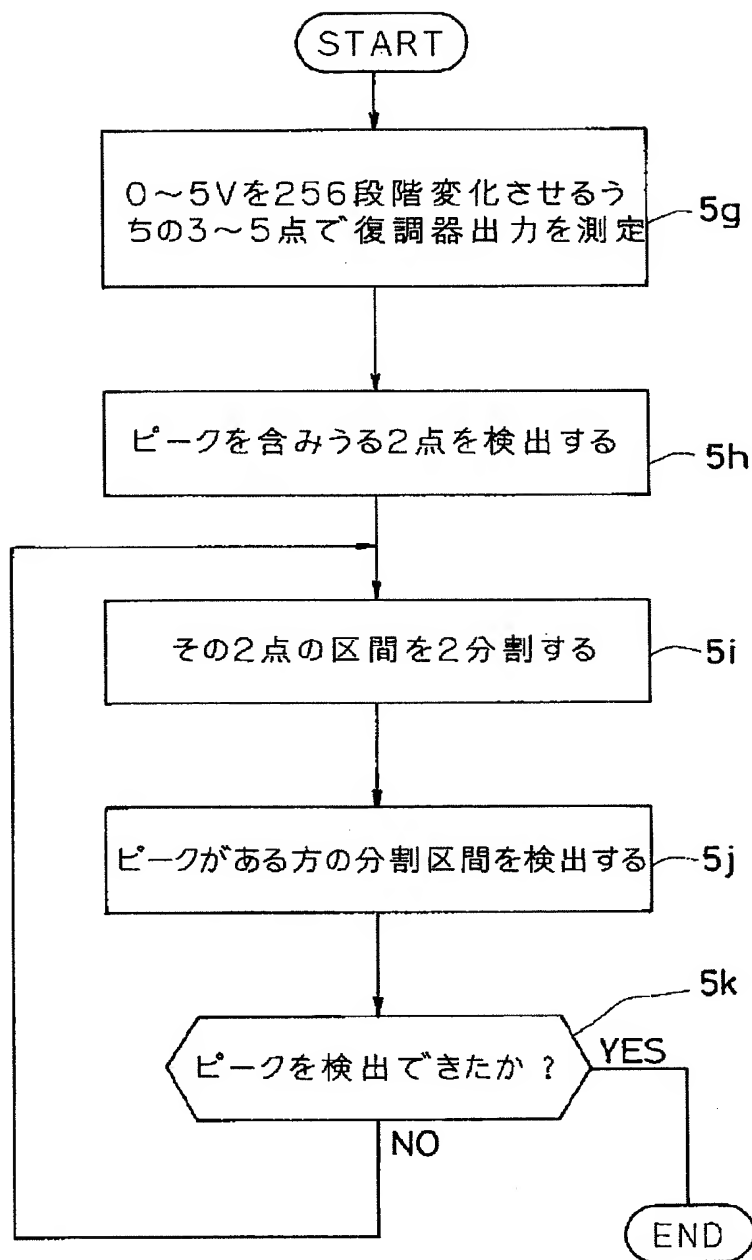 START
0～5Vを256段階変化させるう
ちの3～5点で復調器出力を測定
5g
ピークを含みうる2点を検出する
5h
その2点の区間を2分割する
5i
ピークがある方の分割区間を検出する
5j
5k
ピークを検出できたか？
YES
NO
END